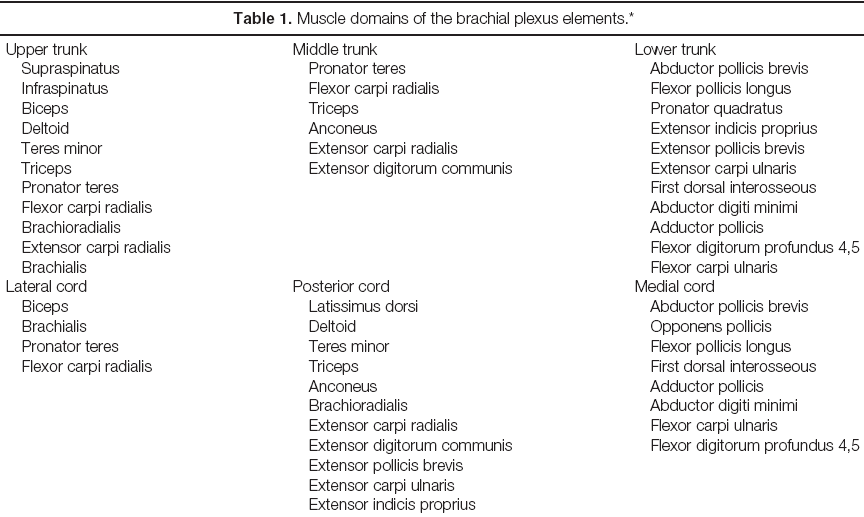 Table 1. Muscle domains of the brachial plexus elements.*
Upper trunk
Supraspinatus
Infraspinatus
Biceps
Deltoid
Teres minor
Triceps
Pronator teres
Flexor carpi radialis
Brachioradialis
Extensor carpi radialis
Brachialis
Middle trunk
Pronator teres
Flexor carpi radialis
Triceps
Anconeus
Extensor carpi radialis
Extensor digitorum communis
Lower trunk
Abductor pollicis brevis
Flexor pollicis longus
Pronator quadratus
Extensor indicis proprius
Extensor pollicis brevis
Extensor carpi ulnaris
First dorsal interosseous
Abductor digiti minimi
Adductor pollicis
Flexor digitorum profundus 4,5
Flexor carpi ulnaris
Lateral cord
Biceps
Brachialis
Pronator teres
Flexor carpi radialis
Posterior cord
Latissimus dorsi
Deltoid
Teres minor
Triceps
Anconeus
Brachioradialis
Extensor carpi radialis
Extensor digitorum communis
Extensor pollicis brevis
Extensor carpi ulnaris
Extensor indicis proprius
Medial cord
Abductor pollicis brevis
Opponens pollicis
Flexor pollicis longus
First dorsal interosseous
Adductor pollicis
Abductor digiti minimi
Flexor carpi ulnaris
Flexor digitorum profundus 4,5